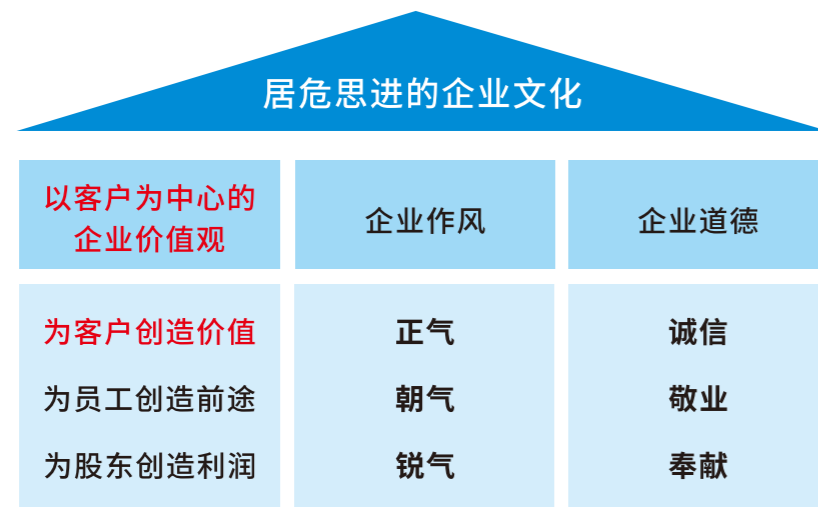 居危思进的企业文化
以客户为中心的
企业价值观
企业作风
企业道德
为客户创造价值
为员工创造前途
为股东创造利润
正气
朝气
锐气
诚信
敬业
奉献